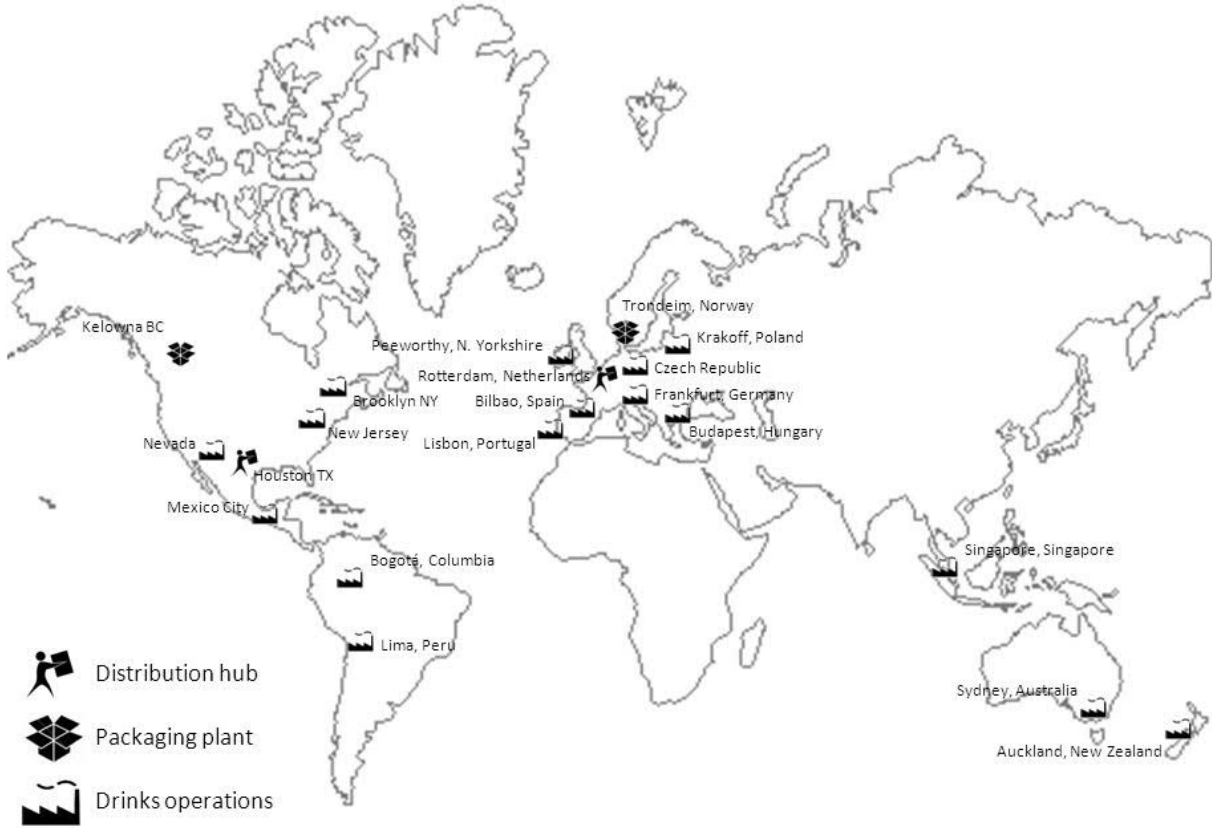 Trondeim, Norway
Kelowna BC
Peeworthy, N. Yorkshire
Krakoff, Poland
Rotterdam, Netherlands
Czech Republic
Brooklyn NY
Bilbao, Spain
Frankfurt, Germany
New Jersey
Lisbon, Portugal
Budapest, Hungary
Nevada
Houston TX
Mexico City
Bogotá, Columbia
Singapore, Singapore
Lima, Peru
Distribution hub
Sydney, Australia
Packaging plant
Auckland, New Zealand
Drinks operations